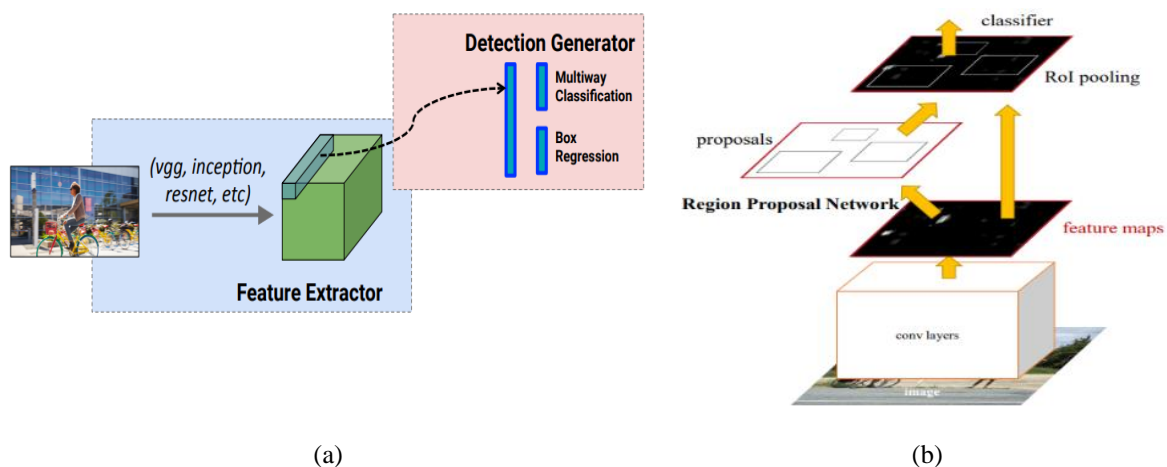 Detection Generator
Multiway
Classification
Box
Regression
(vgg, inception,
resnet, etc)
Feature Extractor
(a)
classifier
RoI pooling
proposals
Region Proposal Network
feature maps
conv layers
image
(b)